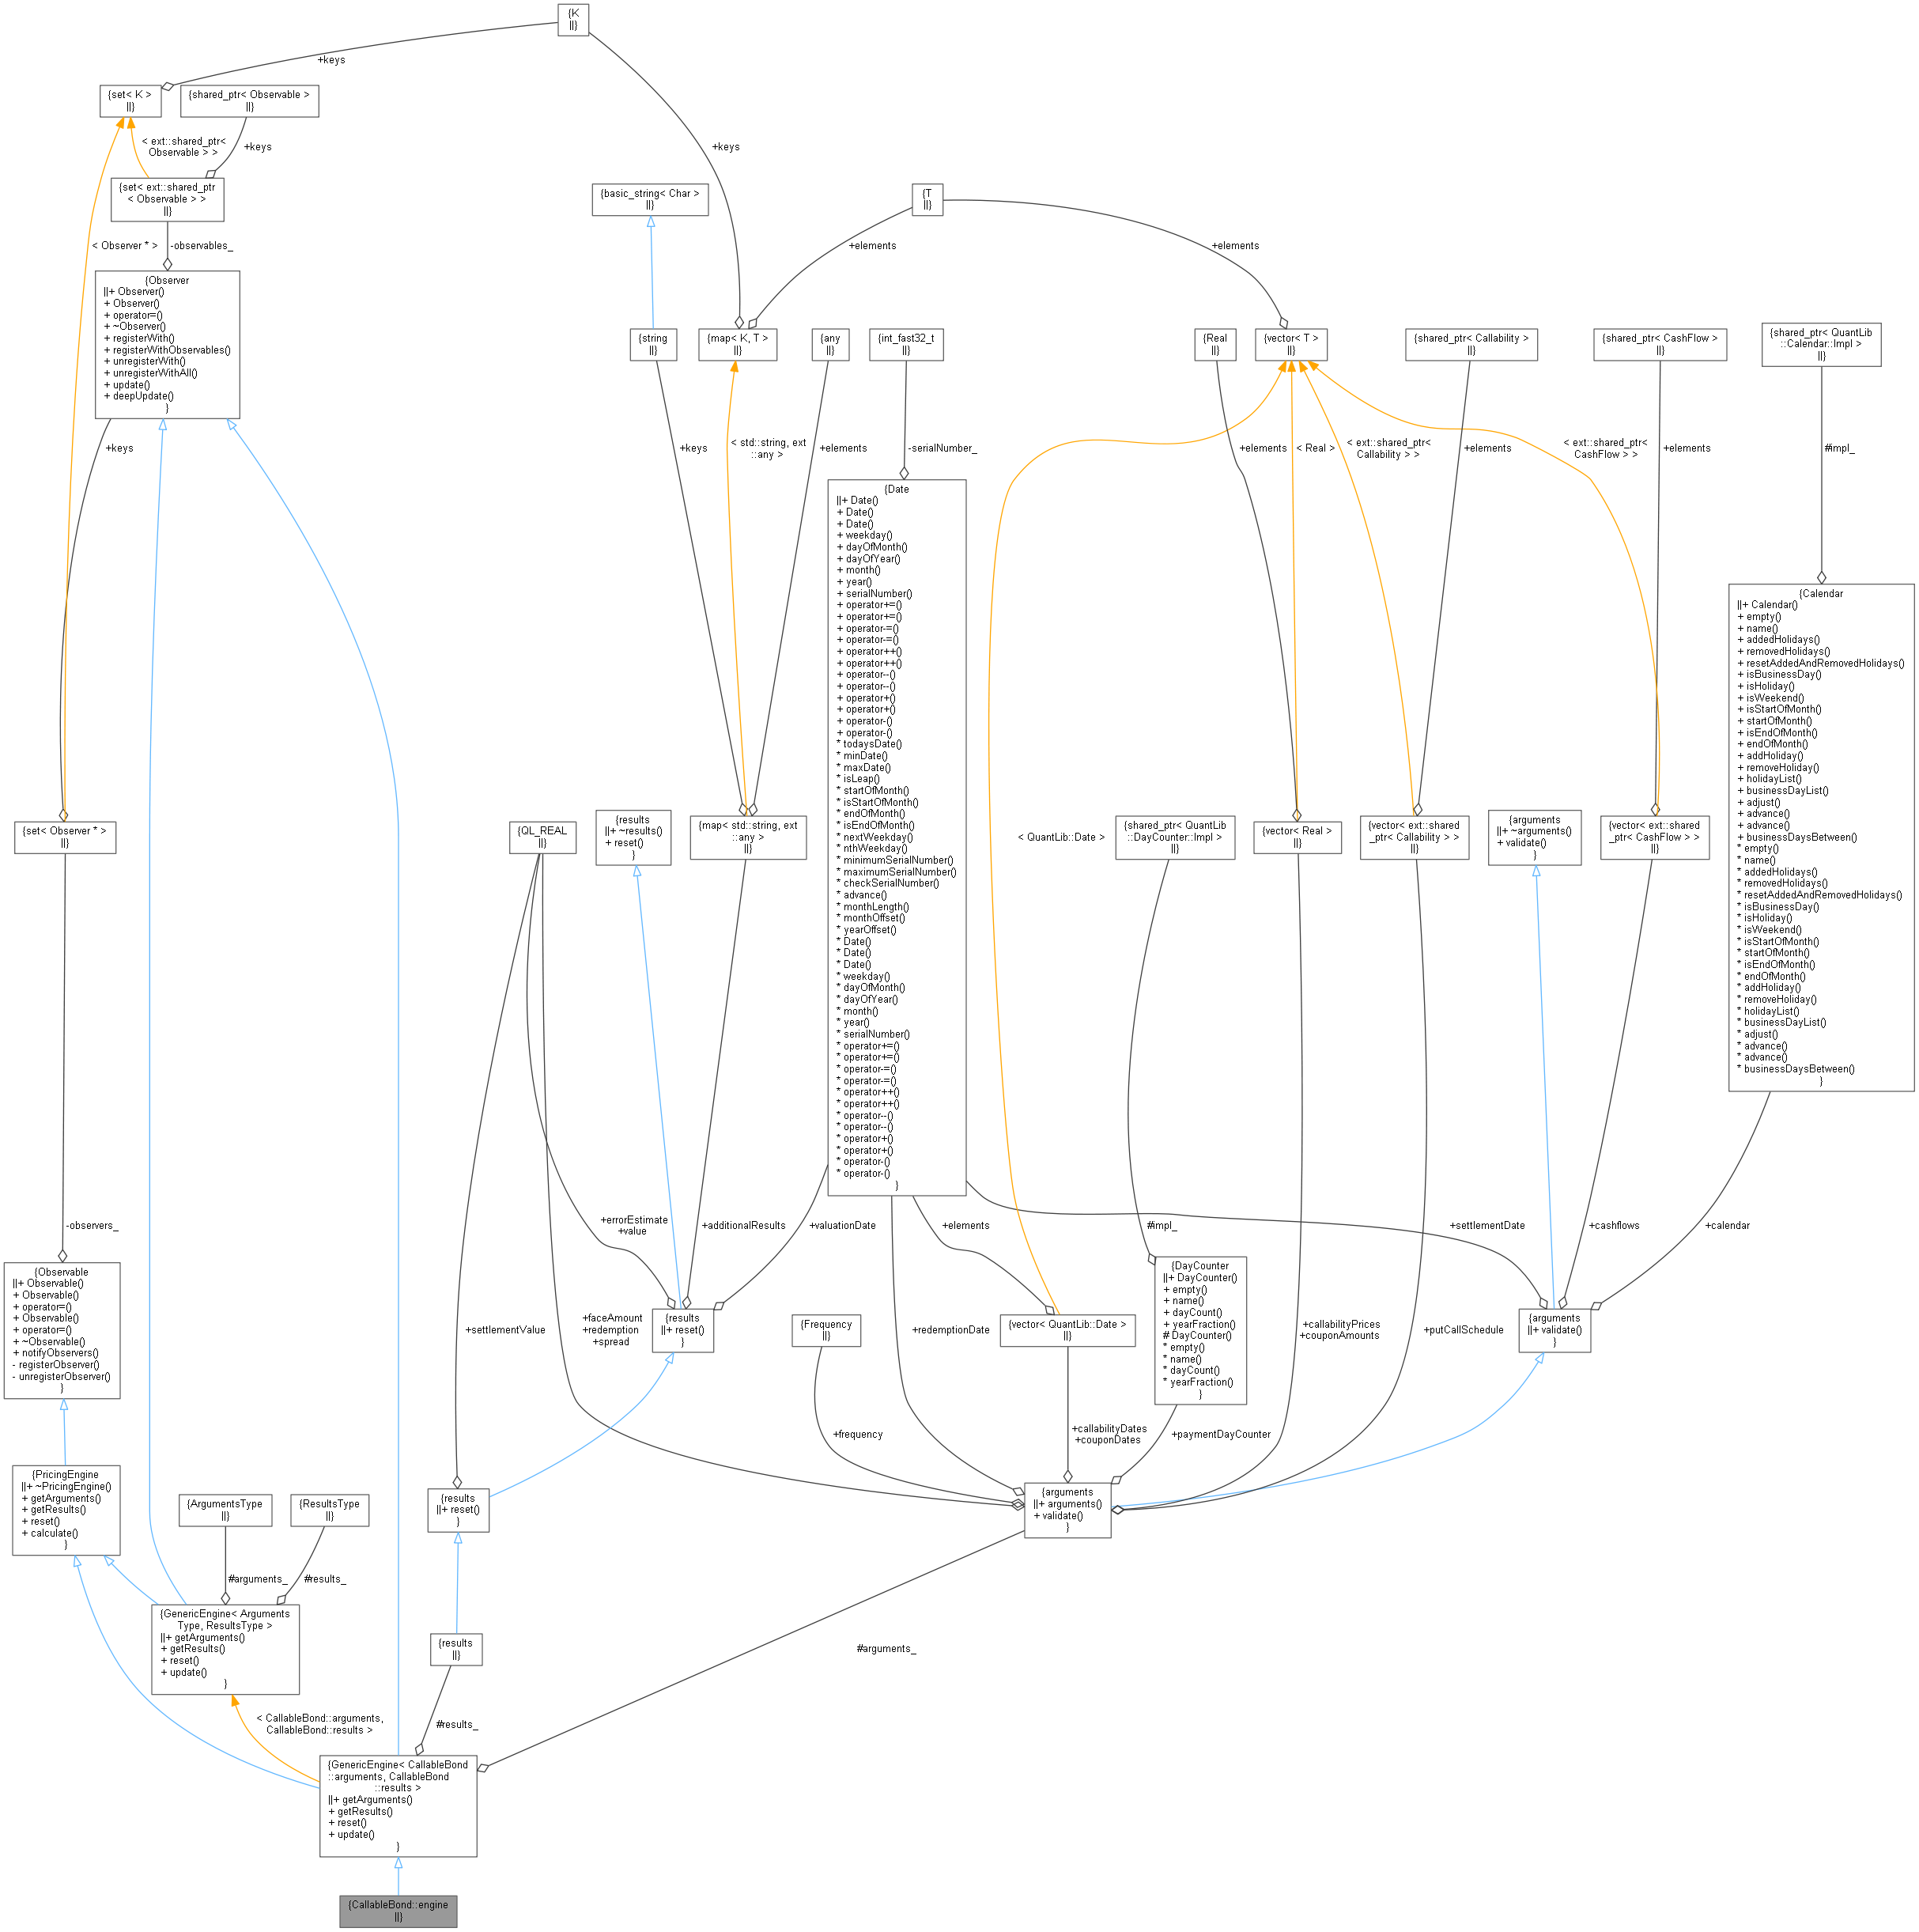 {K
||}
+keys
{set< K >
||}
{shared_ptr< Observable >
||}
< ext::shared_ptr<
Observable > >
+keys
+keys
{set< ext::shared_ptr
< Observable > >
||}
{basic_string< Char >
||}
{T
||}
< Observer * >
-observables_
+elements
+elements
{Observer
||+ Observer()
+ Observer()
+ operator=()
+ ~Observer()
+ registerWith()
+ registerWithObservables()
+ unregisterWith()
+ unregisterWithAll()
+ update()
+ deepUpdate()
}
{string
||}
{map< K, T >
||}
{any
||}
{int_fast32_t
||}
{Real
||}
{vector< T >
||}
{shared_ptr< Callability >
||}
{shared_ptr< CashFlow >
||}
{shared_ptr< QuantLib
::Calendar::Impl >
||}
+keys
+keys
< std::string, ext
::any >
+elements
-serialNumber_
+elements
< Real >
< ext::shared_ptr<
Callability > >
+elements
< ext::shared_ptr<
CashFlow > >
+elements
#impl_
{Date
||+ Date()
+ Date()
+ Date()
+ weekday()
+ dayOfMonth()
+ dayOfYear()
+ month()
+ year()
+ serialNumber()
+ operator+=()
+ operator+=()
+ operator-=()
+ operator-=()
+ operator++()
+ operator++()
+ operator--()
+ operator--()
+ operator+()
+ operator+()
+ operator-()
+ operator-()
* todaysDate()
* minDate()
* maxDate()
* isLeap()
* startOfMonth()
* isStartOfMonth()
* endOfMonth()
* isEndOfMonth()
* nextWeekday()
* nthWeekday()
* minimumSerialNumber()
* maximumSerialNumber()
* checkSerialNumber()
* advance()
* monthLength()
* monthOffset()
* yearOffset()
* Date()
* Date()
* Date()
* weekday()
* dayOfMonth()
* dayOfYear()
* month()
* year()
* serialNumber()
* operator+=()
* operator+=()
* operator-=()
* operator-=()
* operator++()
* operator++()
* operator--()
* operator--()
* operator+()
* operator+()
* operator-()
* operator-()
}
{Calendar
||+ Calendar()
+ empty()
+ name()
+ addedHolidays()
+ removedHolidays()
+ resetAddedAndRemovedHolidays()
+ isBusinessDay()
+ isHoliday()
+ isWeekend()
+ isStartOfMonth()
+ startOfMonth()
+ isEndOfMonth()
+ endOfMonth()
+ addHoliday()
+ removeHoliday()
+ holidayList()
+ businessDayList()
+ adjust()
+ advance()
+ advance()
+ businessDaysBetween()
* empty()
* name()
* addedHolidays()
* removedHolidays()
* resetAddedAndRemovedHolidays()
* isBusinessDay()
* isHoliday()
* isWeekend()
* isStartOfMonth()
* startOfMonth()
* isEndOfMonth()
* endOfMonth()
* addHoliday()
* removeHoliday()
* holidayList()
* businessDayList()
* adjust()
* advance()
* advance()
* businessDaysBetween()
}
{set< Observer * >
||}
{QL_REAL
||}
{results
||+ ~results()
+ reset()
}
{map< std::string, ext
::any >
||}
< QuantLib::Date >
{shared_ptr< QuantLib
::DayCounter::Impl >
||}
{vector< Real >
||}
{vector< ext::shared
_ptr< Callability > >
||}
{arguments
||+ ~arguments()
+ validate()
}
{vector< ext::shared
_ptr< CashFlow > >
||}
-observers_
+errorEstimate
+value
+additionalResults
+valuationDate
+elements
#impl_
+settlementDate
+cashflows
+calendar
{Observable
||+ Observable()
+ Observable()
+ operator=()
+ Observable()
+ operator=()
+ ~Observable()
+ notifyObservers()
- registerObserver()
- unregisterObserver()
}
+settlementValue
+faceAmount
+redemption
+spread
{results
||+ reset()
}
{Frequency
||}
+redemptionDate
{vector< QuantLib::Date >
||}
{DayCounter
||+ DayCounter()
+ empty()
+ name()
+ dayCount()
+ yearFraction()
# DayCounter()
* empty()
* name()
* dayCount()
* yearFraction()
}
+callabilityPrices
+couponAmounts
+putCallSchedule
{arguments
||+ validate()
}
+frequency
+callabilityDates
+couponDates
+paymentDayCounter
{PricingEngine
||+ ~PricingEngine()
+ getArguments()
+ getResults()
+ reset()
+ calculate()
}
{ArgumentsType
||}
{ResultsType
||}
{results
||+ reset()
}
{arguments
||+ arguments()
+ validate()
}
#arguments_
#results_
{GenericEngine< Arguments
Type, ResultsType >
||+ getArguments()
+ getResults()
+ reset()
+ update()
}
{results
||}
#arguments_
< CallableBond::arguments,
CallableBond::results >
#results_
{GenericEngine< CallableBond
::arguments, CallableBond
::results >
||+ getArguments()
+ getResults()
+ reset()
+ update()
}
{CallableBond::engine
||}